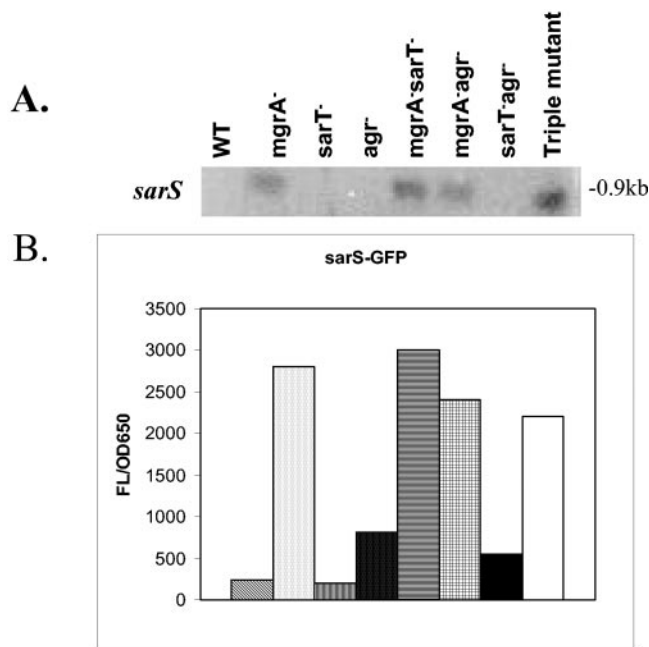 A.
WT
mgrA-
sarT-
agr-
mgrA-sarT-
mgrA-agr-
sarT-agr-
Triple mutant
sarS
-0.9kb
B.
sarS-GFP
FL/OD650
3500
3000
2500
2000
1500
1000
500
0